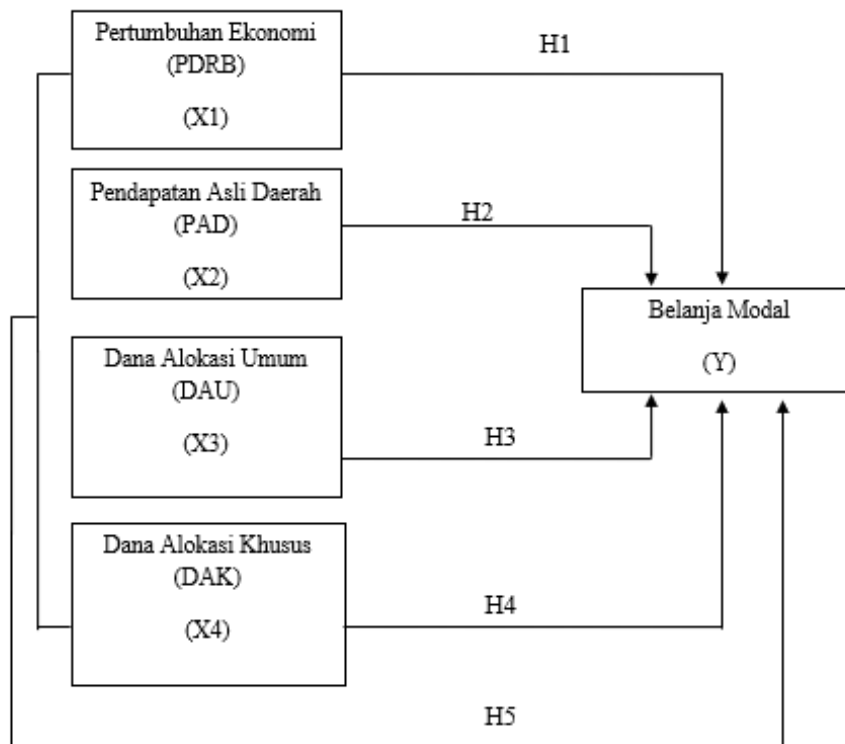 Pertumbuhan Ekonomi
(PDRB)
(X1)
H1
Pendapatan Asli Daerah
(PAD)
(X2)
H2
Belanja Modal
(Y)
Dana Alokasi Umum
(DAU)
(X3)
H3
Dana Alokasi Khusus
(DAK)
(X4)
H4
H5